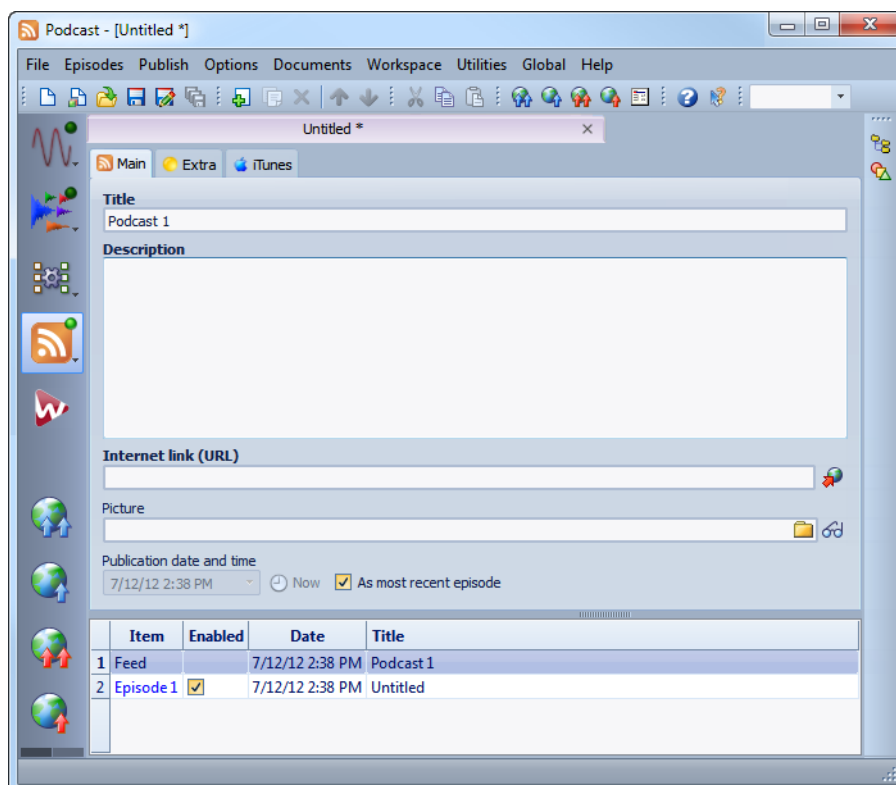 Podcast - [Untitled *]
File Episodes Publish Options Documents Workspace Utilities Global Help
Untitled *
Main Extra iTunes
Title
Podcast 1
Description
Internet link (URL)
Picture
Publication date and time
7/12/12 2:38 PM Now As most recent episode
Item Enabled Date Title
1 Feed 7/12/12 2:38 PM Podcast 1
2 Episode 1 7/12/12 2:38 PM Untitled